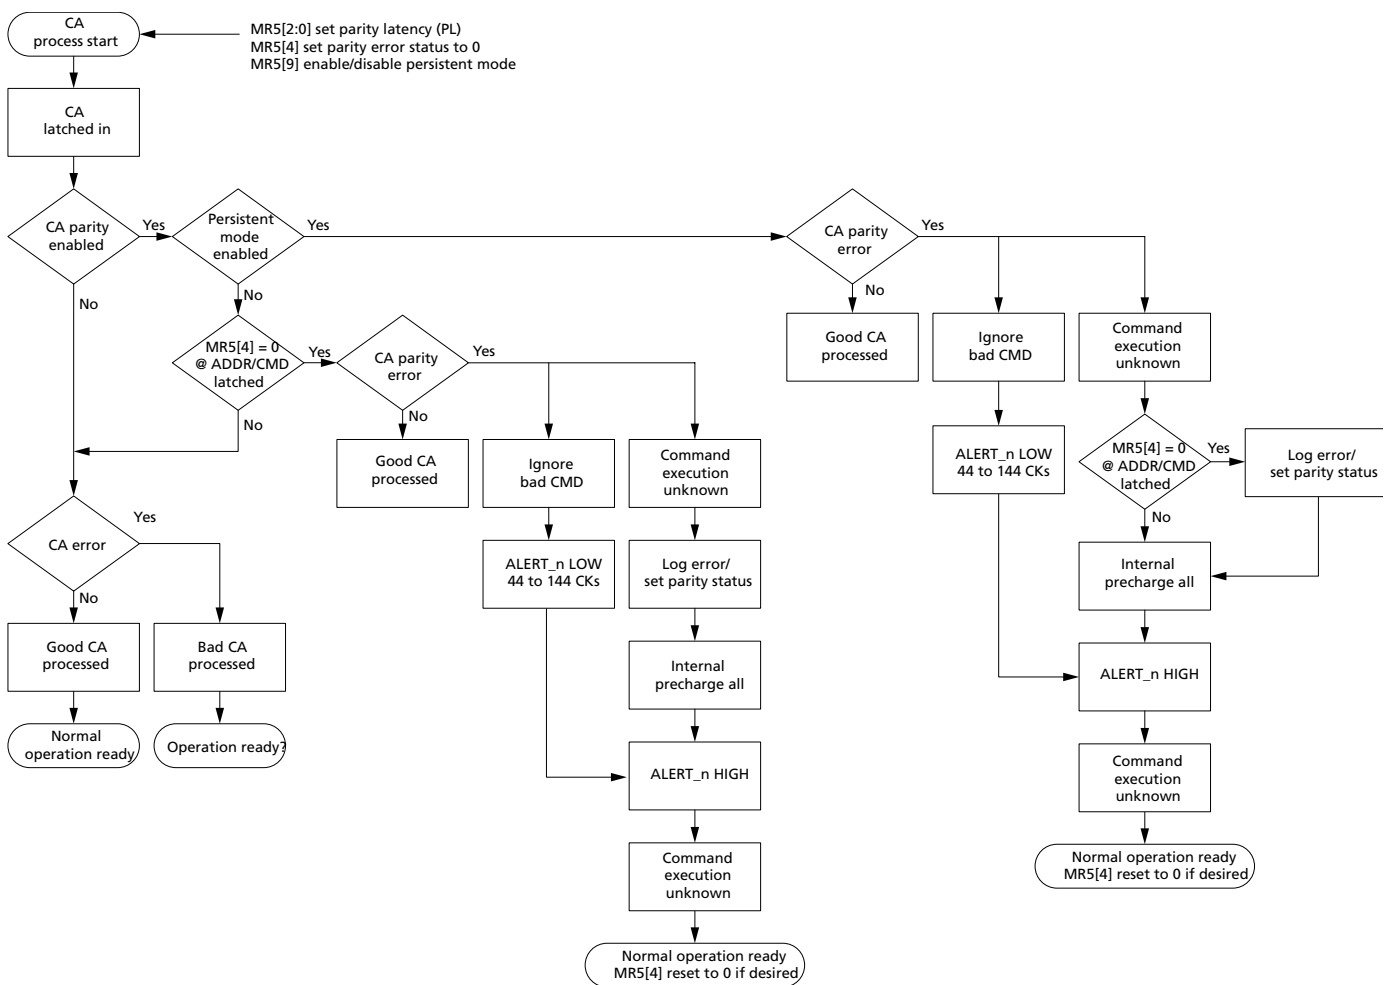 CA
process start
MR5[2:0] set parity latency (PL)
MR5[4] set parity error status to 0
MR5[9] enable/disable persistent mode
CA
latched in
CA parity
enabled
Yes
Persistent
mode
enabled
Yes
CA parity
error
Yes
No
No
No
MR5[4] = 0
@ ADDR/CMD
latched
Yes
CA parity
error
Yes
No
No
Good CA
processed
Ignore
bad CMD
Command
execution
unknown
Good CA
processed
Ignore
bad CMD
Command
execution
unknown
ALERT_n LOW
44 to 144 CKs
MR5[4] = 0
@ ADDR/CMD
latched
Yes
Log error/
set parity status
No
CA error
Yes
No
ALERT_n LOW
44 to 144 CKs
Log error/
set parity status
Internal
precharge all
Good CA
processed
Bad CA
processed
Internal
precharge all
ALERT_n HIGH
Normal
operation ready
Operation ready?
ALERT_n HIGH
Command
execution
unknown
Command
execution
unknown
Normal operation ready
MR5[4] reset to 0 if desired
Normal operation ready
MR5[4] reset to 0 if desired